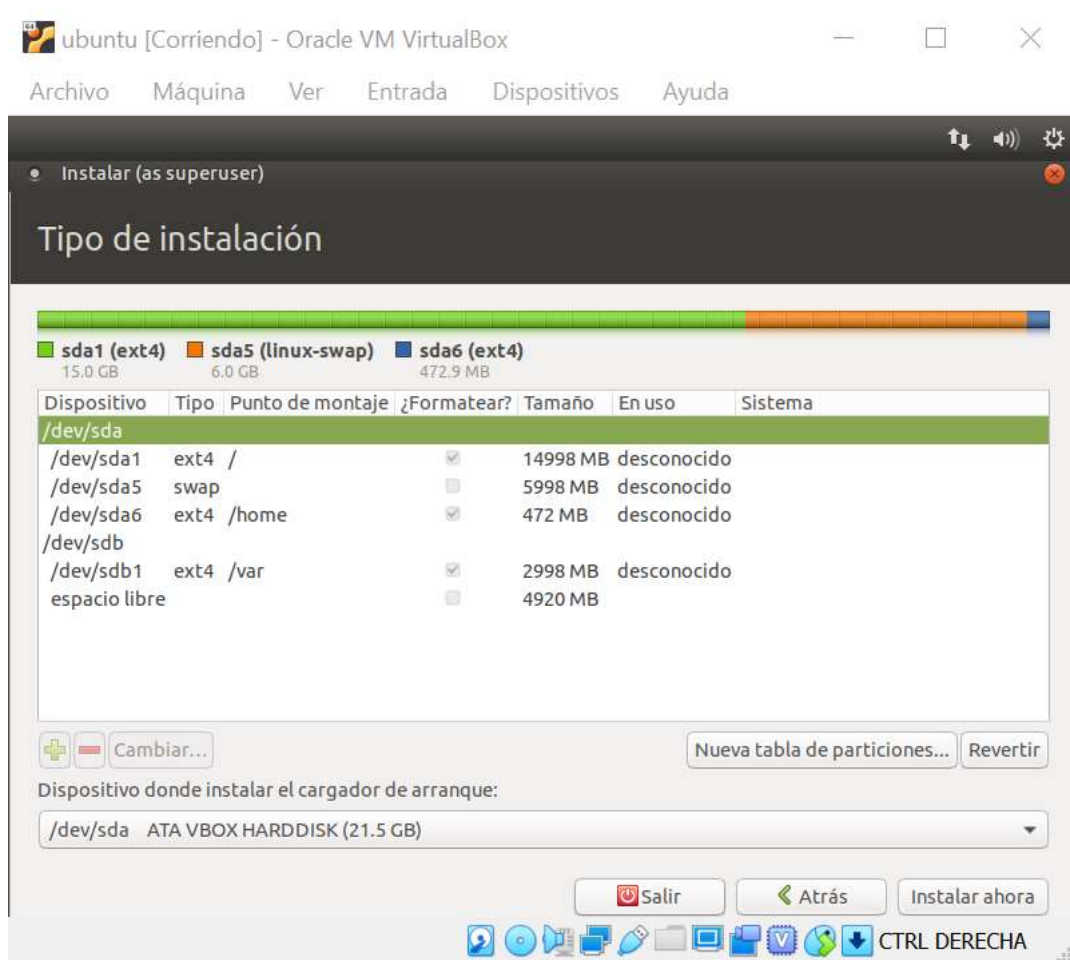 ubuntu [Corriendo] - Oracle VM VirtualBox
Archivo Máquina Ver Entrada Dispositivos Ayuda
Instalar (as superuser)
Tipo de instalación
sda1 (ext4) sda5 (linux-swap) sda6 (ext4)
15.0 GB 6.0 GB 472.9 MB
Dispositivo Tipo Punto de montaje ¿Formatear? Tamaño En uso Sistema
/dev/sda
/dev/sda1 ext4 / 14998 MB desconocido
/dev/sda5 swap 5998 MB desconocido
/dev/sda6 ext4 /home 472 MB desconocido
/dev/sdb
/dev/sdb1 ext4 /var 2998 MB desconocido
espacio libre 4920 MB
Cambiar... Nueva tabla de particiones... Revertir
Dispositivo donde instalar el cargador de arranque:
/dev/sda ATA VBOX HARDDISK (21.5 GB)
Salir Atrás Instalar ahora
CTRL DERECHA